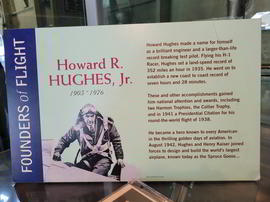 FOUNDERS of FLIGHT
Howard R.
HUGHES, Jr.
1905 - 1976
Howard Hughes made a name for himself
as a brilliant engineer and a larger-than-life
record breaking test pilot. Flying his H-1
Racer, Hughes set a land-speed record of
352 miles an hour in 1935. He went on to
establish a new coast to coast record of
seven hours and 28 minutes.
These and other accomplishments gained
him national attention and awards, including
two Harmon Trophies, the Collier Trophy,
and in 1941 a Presidential Citation for his
round-the-world flight of 1938.
He became a hero known to every American
in the thrilling golden days of aviation. In
August 1942, Hughes and Henry Kaiser joined
forces to design and build the world's largest
airplane, known today as the Spruce Goose...